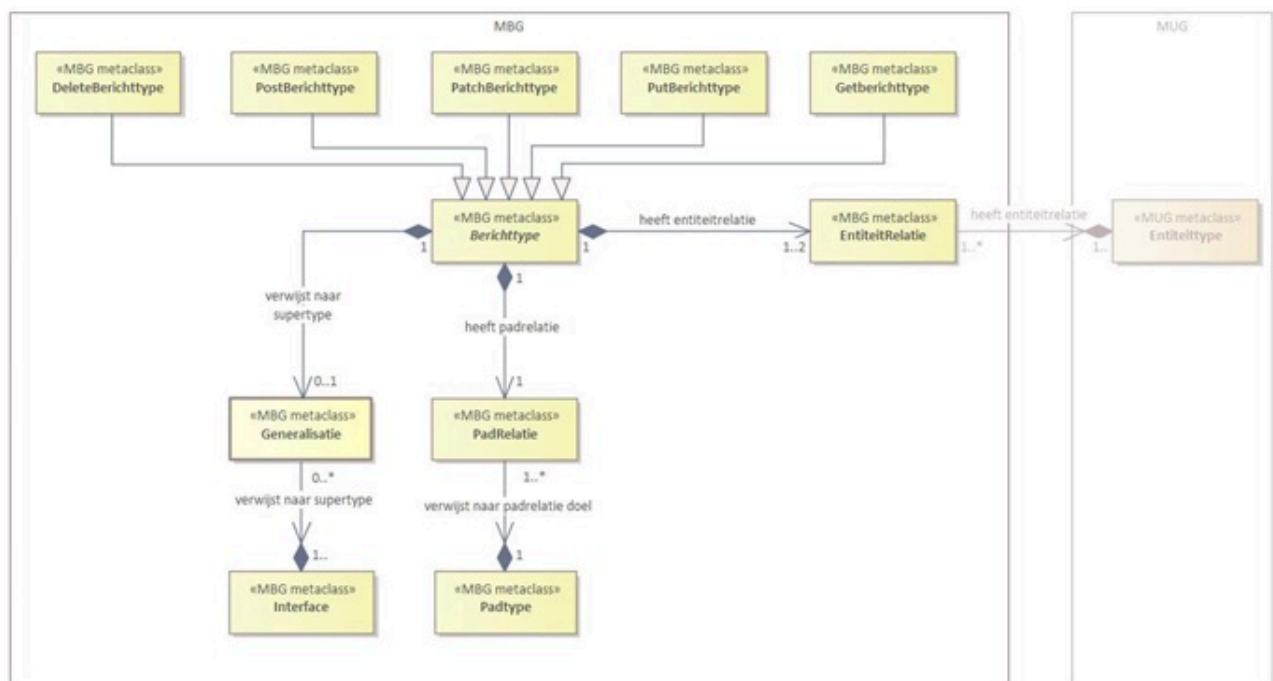 MBG
MUG
«MBG metaclass»
DeleteBerichttype
«MBG metaclass»
PostBerichttype
«MBG metaclass»
PatchBerichttype
«MBG metaclass»
PutBerichttype
«MBG metaclass»
Getberichttype
«MBG metaclass»
Berichttype
1
1
1
heeft entiteitrelatie
1..2
«MBG metaclass»
EntiteitRelatie
1..*
heeft entiteitrelatie
1..
«MUG metaclass»
Entiteittype
verwijst naar
supertype
heeft padrelatie
0..1
1
«MBG metaclass»
Generalisatie
«MBG metaclass»
PadRelatie
0..*
1..*
verwijst naar supertype
verwijst naar padrelatie doel
1..
1
«MBG metaclass»
Interface
«MBG metaclass»
Padtype